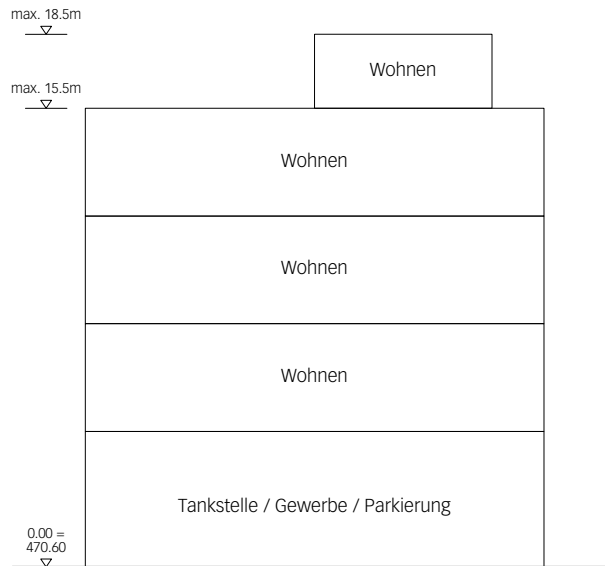 max. 18.5m
Wohnen
max. 15.5m
Wohnen
Wohnen
Wohnen
Tankstelle / Gewerbe / Parkierung
0.00 =
470.60